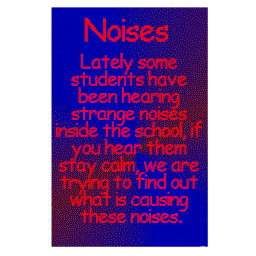 Noises
Lately some
students have
been hearing
strange noises
inside the school, if
you hear them
stay calm, we are
trying to find out
what is causing
these noises.